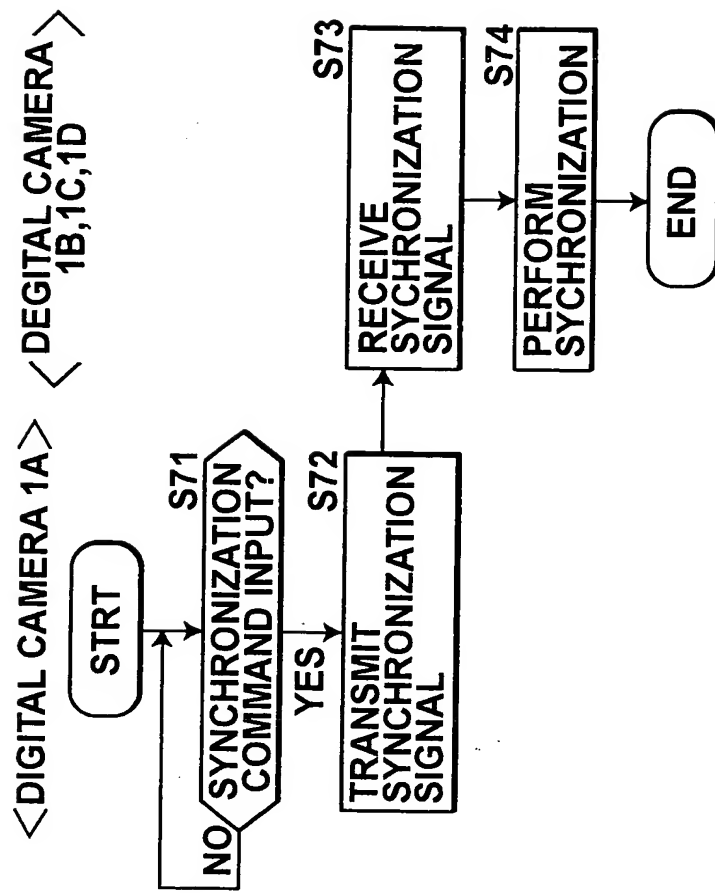 <DIGITAL CAMERA 1A>
STRT
S71
SYNCHRONIZATION
COMMAND INPUT?
NO
YES
S72
TRANSMIT
SYNCHRONIZATION
SIGNAL
<DEGITAL CAMERA
1B,1C,1D>
S73
RECEIVE
SYCHRONIZATION
SIGNAL
S74
PERFORM
SYCHRONIZATION
END